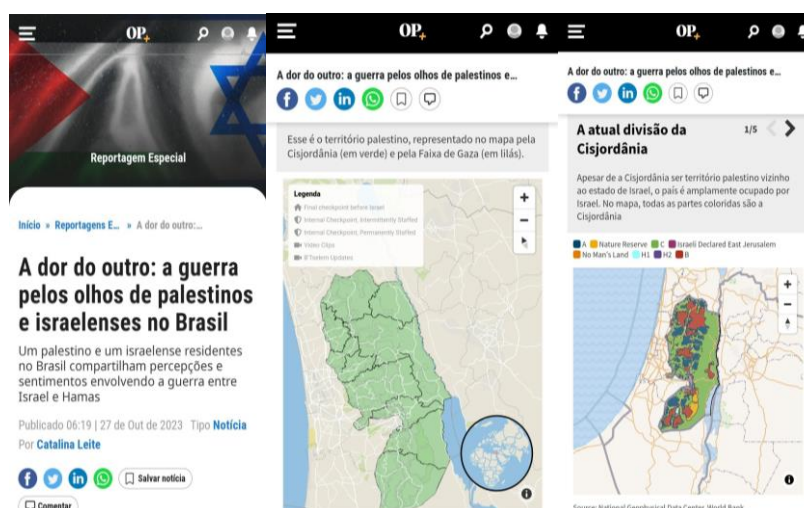 OP+
Reportagem Especial
Início » Reportagens E... » A dor do outro:...
A dor do outro: a guerra
pelos olhos de palestinos
e israelenses no Brasil
Um palestino e um israelense residentes
no Brasil compartilham percepções e
sentimentos envolvendo a guerra entre
Israel e Hamas
Publicado 06:19 | 27 de Out de 2023 Tipo Notícia
Por Catalina Leite
Salvar notícia
Comentar
OP+
A dor do outro: a guerra pelos olhos de palestinos e...
Esse é o território palestino, representado no mapa pela
Cisjordânia (em verde) e pela Faixa de Gaza (em lilás).
Legenda
Final checkpoint before Israel
Internal Checkpoint, Intermittently Staffed
Internal Checkpoint, Permanently Staffed
Video Clips
B'Tselem Updates
OP+
A dor do outro: a guerra pelos olhos de palestinos e...
A atual divisão da
Cisjordânia
1/5
Apesar de a Cisjordânia ser território palestino vizinho
ao estado de Israel, o país é amplamente ocupado por
Israel. No mapa, todas as partes coloridas são a
Cisjordânia
A Nature Reserve C Israeli Declared East Jerusalem
No Man's Land H1 H2 B
Source: National Geophysical Data Center, World Bank